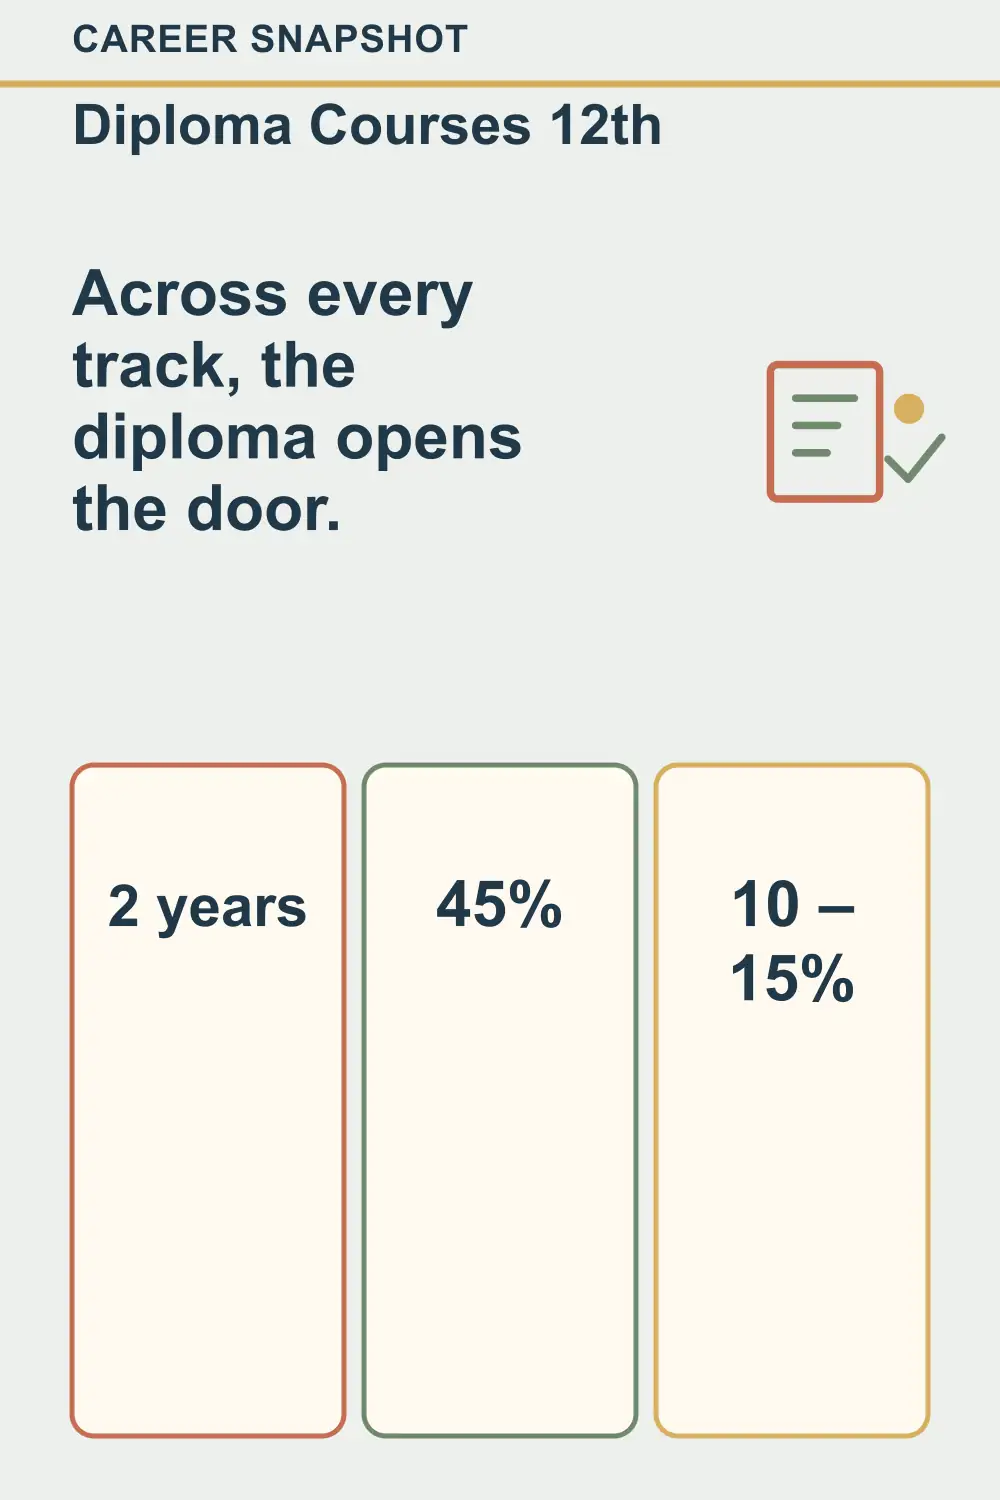 CAREER SNAPSHOT
Diploma Courses 12th
Across every
track, the
diploma opens
the door.
2 years
45%
10 –
15%